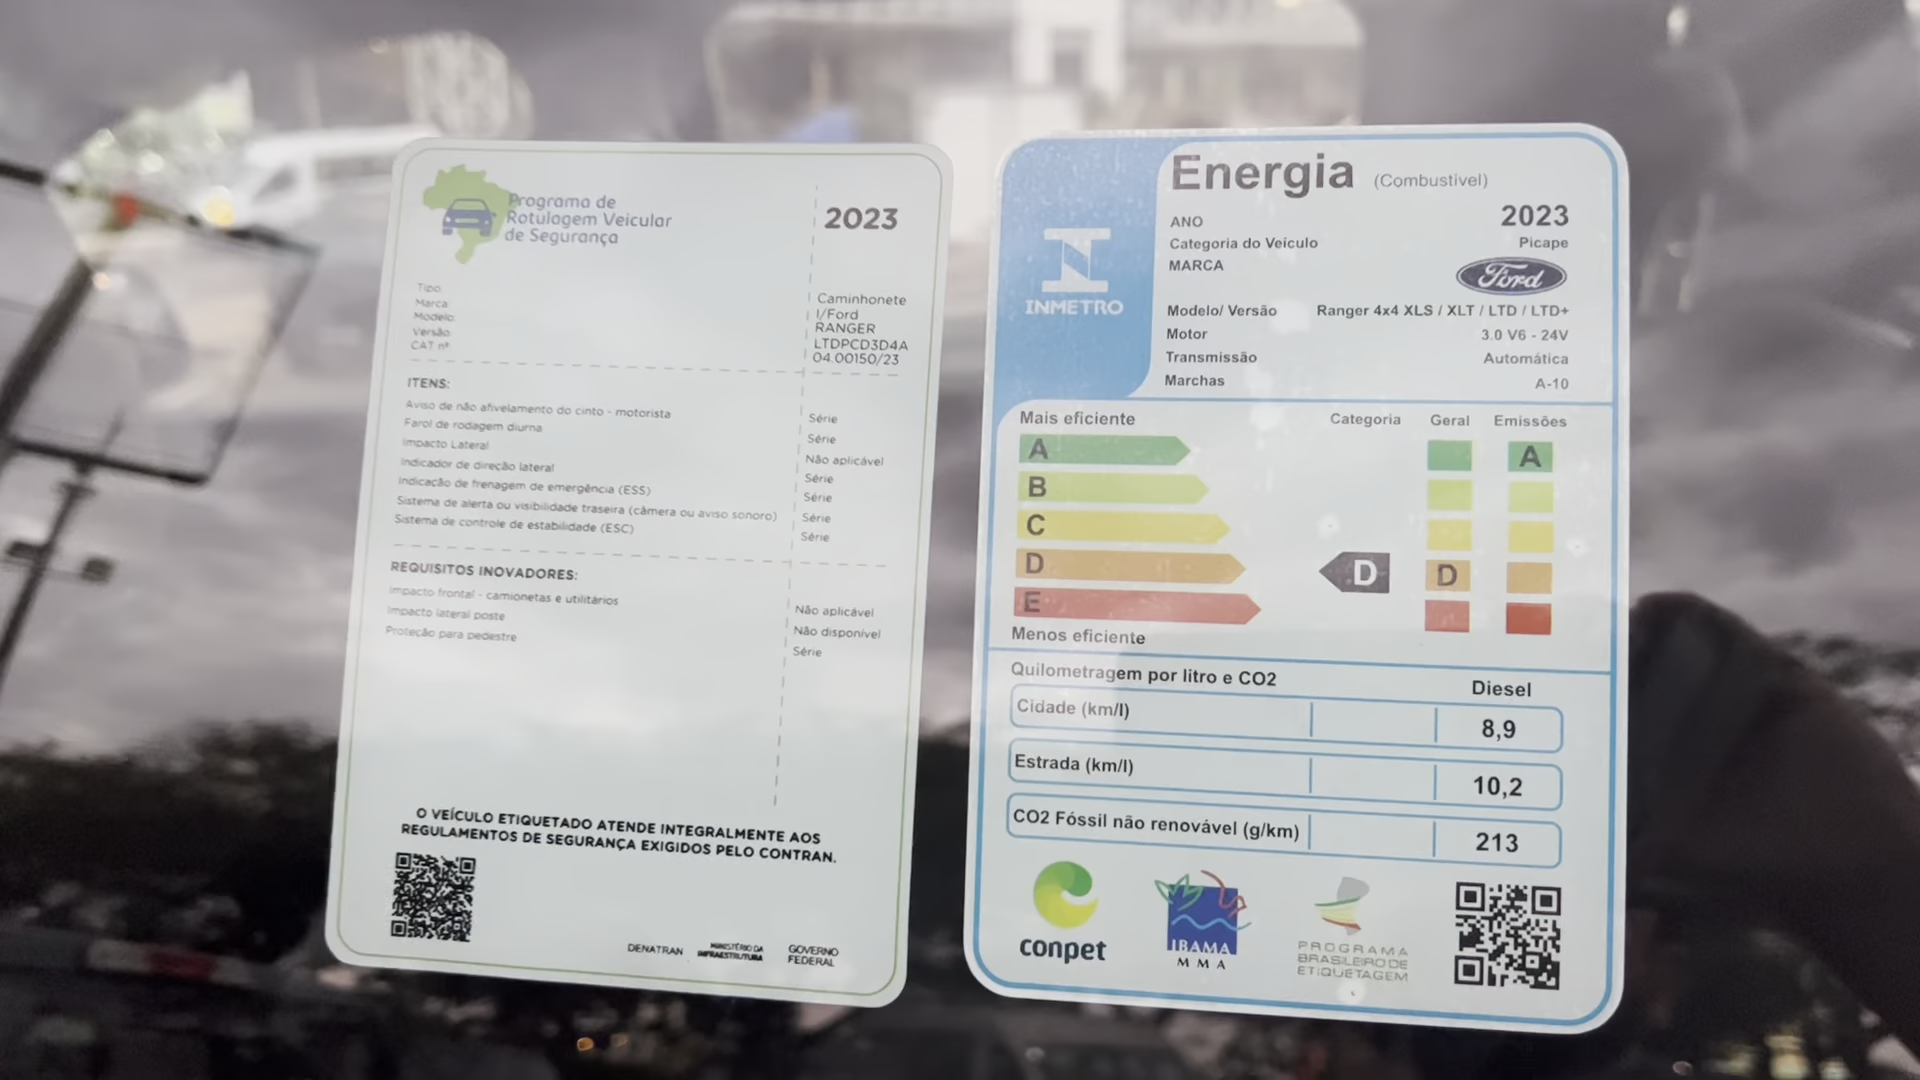 Programa de
Rotulagem Veicular
de Segurança
2023
Tipo: Caminhonete
Marca: I/Ford
Modelo: RANGER
Versão: LTDPCD3D4A
CAT nº: 04.00150/23
ITENS:
Aviso de não afivelamento do cinto - motorista Série
Farol de rodagem diurna Série
Impacto Lateral Não aplicável
Indicador de direção lateral Série
Indicação de frenagem de emergência (ESS) Série
Sistema de alerta ou visibilidade traseira (câmera ou aviso sonoro) Série
Sistema de controle de estabilidade (ESC) Série
REQUISITOS INOVADORES:
Impacto frontal - camionetas e utilitários Não aplicável
Impacto lateral poste Não disponível
Proteção para pedestre Série
O VEÍCULO ETIQUETADO ATENDE INTEGRALMENTE AOS
REGULAMENTOS DE SEGURANÇA EXIGIDOS PELO CONTRAN.
DENATRAN
MINISTÉRIO DA
INFRAESTRUTURA
GOVERNO
FEDERAL
INMETRO
Energia (Combustível)
ANO 2023
Categoria do Veículo Picape
MARCA Ford
Modelo/ Versão Ranger 4x4 XLS / XLT / LTD / LTD+
Motor 3.0 V6 - 24V
Transmissão Automática
Marchas A-10
Mais eficiente Categoria Geral Emissões
A A
B
C
D D D
E
Menos eficiente
Quilometragem por litro e CO2 Diesel
Cidade (km/l) 8,9
Estrada (km/l) 10,2
CO2 Fóssil não renovável (g/km) 213
conpet
IBAMA
MMA
PROGRAMA
BRASILEIRO DE
ETIQUETAGEM